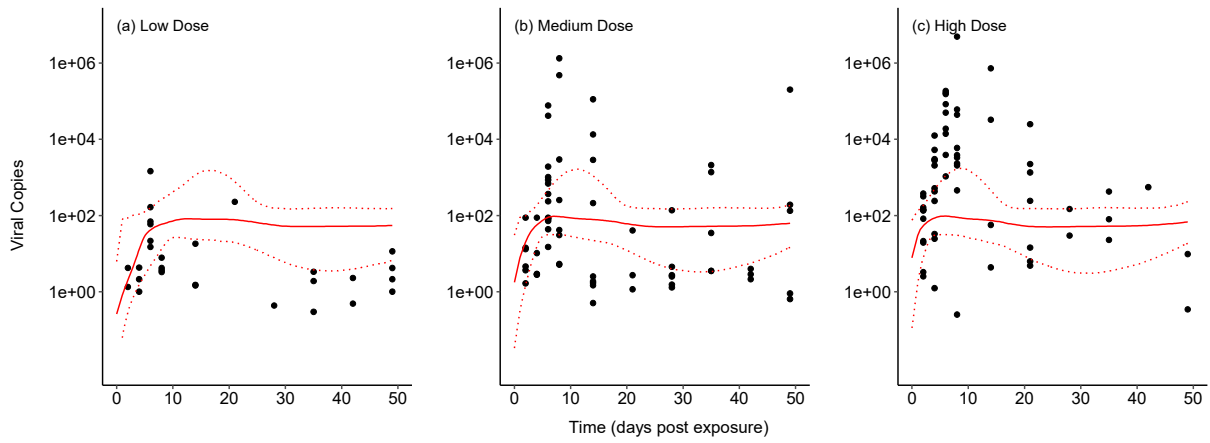 (a) Low Dose
(b) Medium Dose
(c) High Dose
Viral Copies
1e+06
1e+04
1e+02
1e+00
1e+06
1e+04
1e+02
1e+00
1e+06
1e+04
1e+02
1e+00
0 10 20 30 40 50
0 10 20 30 40 50
0 10 20 30 40 50
Time (days post exposure)